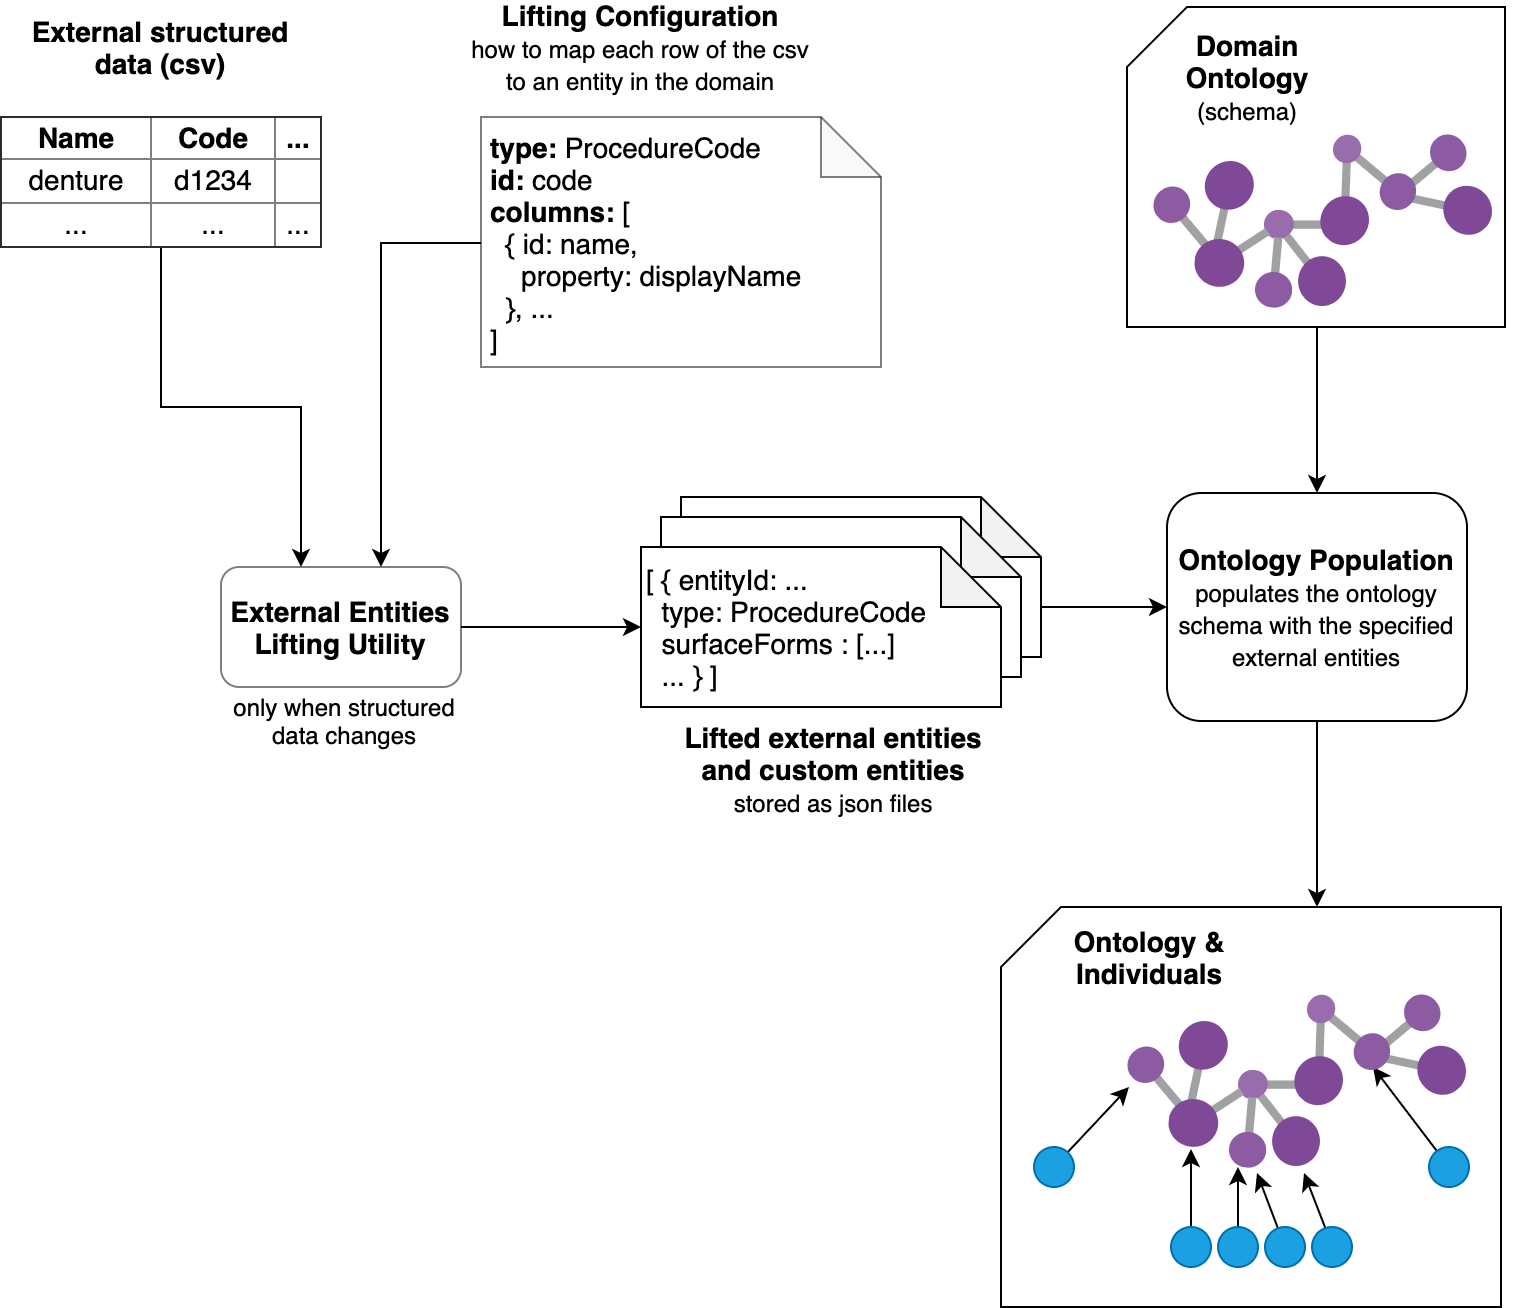 External structured
data (csv)
Name Code ...
denture d1234
... ... ...
Lifting Configuration
how to map each row of the csv
to an entity in the domain
type: ProcedureCode
id: code
columns: [
{ id: name,
property: displayName
}, ...
]
Domain
Ontology
(schema)
External Entities
Lifting Utility
only when structured
data changes
[ { entityId: ...
type: ProcedureCode
surfaceForms : [...]
... } ]
Lifted external entities
and custom entities
stored as json files
Ontology Population
populates the ontology
schema with the specified
external entities
Ontology &
Individuals